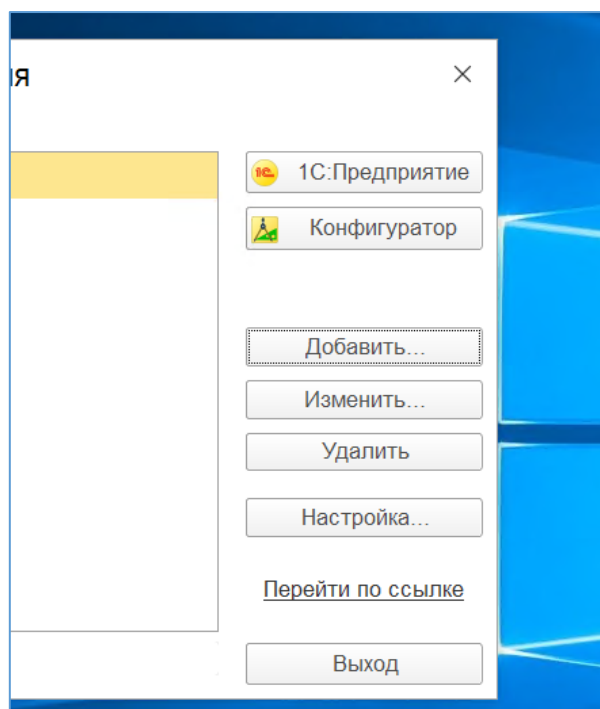 ия
1С:Предприятие
Конфигуратор
Добавить...
Изменить...
Удалить
Настройка...
Перейти по ссылке
Выход